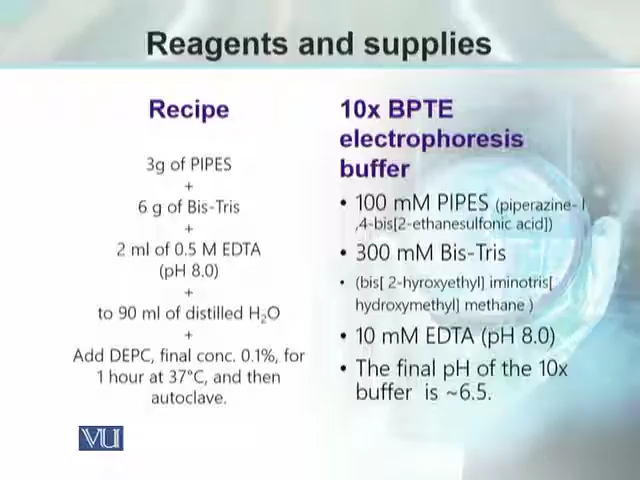 Reagents and supplies
Recipe
3g of PIPES
+
6 g of Bis-Tris
+
2 ml of 0.5 M EDTA
(pH 8.0)
+
to 90 ml of distilled H₂O
+
Add DEPC, final conc. 0.1%, for
1 hour at 37°C, and then
autoclave.
10x BPTE
electrophoresis
buffer
• 100 mM PIPES (piperazine- l
,4-bis[2-ethanesulfonic acid])
• 300 mM Bis-Tris
• (bis[ 2-hyroxyethyl] iminotris[
hydroxymethyl] methane )
• 10 mM EDTA (pH 8.0)
• The final pH of the 10x
buffer is ~6.5.
VU